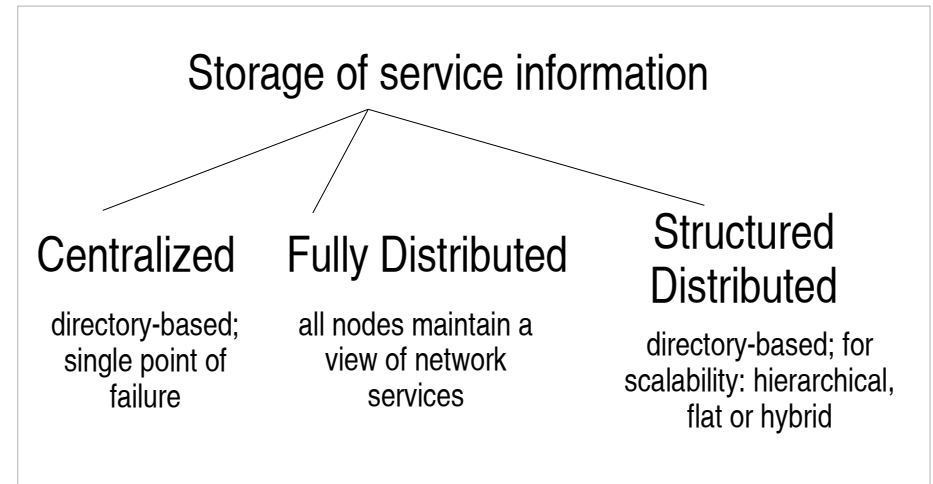 Storage of service information
Centralized
directory-based;
single point of
failure
Fully Distributed
all nodes maintain a
view of network
services
Structured
Distributed
directory-based; for
scalability: hierarchical,
flat or hybrid